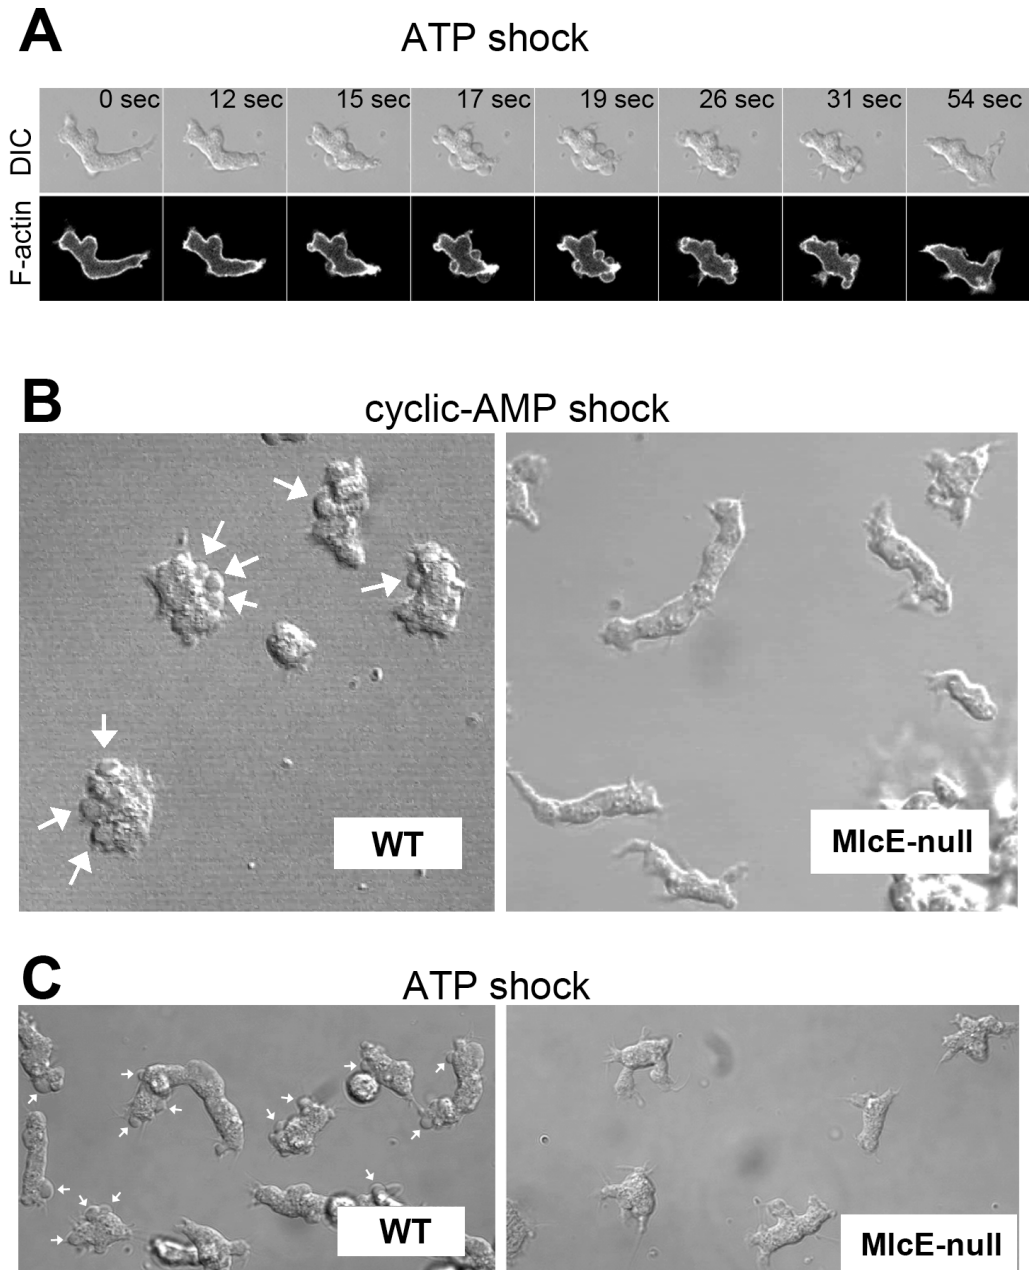 A
ATP shock
DIC
0 sec
12 sec
15 sec
17 sec
19 sec
26 sec
31 sec
54 sec
F-actin
B
cyclic-AMP shock
WT
MlcE-null
C
ATP shock
WT
MlcE-null